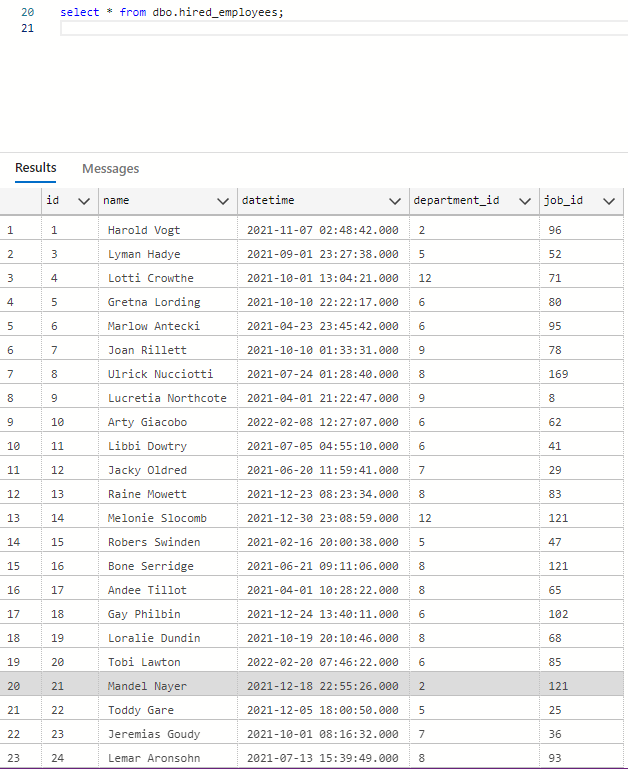 20 select * from dbo.hired_employees;
21
Results Messages
id name datetime department_id job_id
1 1 Harold Vogt 2021-11-07 02:48:42.000 2 96
2 3 Lyman Hadye 2021-09-01 23:27:38.000 5 52
3 4 Lotti Crowthe 2021-10-01 13:04:21.000 12 71
4 5 Gretna Lording 2021-10-10 22:22:17.000 6 80
5 6 Marlow Antecki 2021-04-23 23:45:42.000 6 95
6 7 Joan Rillett 2021-10-10 01:33:31.000 9 78
7 8 Ulrick Nucciotti 2021-07-24 01:28:40.000 8 169
8 9 Lucretia Northcote 2021-04-01 21:22:47.000 9 8
9 10 Arty Giacobo 2022-02-08 12:27:07.000 6 62
10 11 Libbi Dowtry 2021-07-05 04:55:10.000 6 41
11 12 Jacky Oldred 2021-06-20 11:59:41.000 7 29
12 13 Raine Mowett 2021-12-23 08:23:34.000 8 83
13 14 Melonie Slocomb 2021-12-30 23:08:59.000 12 121
14 15 Robers Swinden 2021-02-16 20:00:38.000 5 47
15 16 Bone Serridge 2021-06-21 09:11:06.000 8 121
16 17 Andee Tillot 2021-04-01 10:28:22.000 8 65
17 18 Gay Philbin 2021-12-24 13:40:11.000 6 102
18 19 Loralie Dundin 2021-10-19 20:10:46.000 8 68
19 20 Tobi Lawton 2022-02-20 07:46:22.000 6 85
20 21 Mandel Nayer 2021-12-18 22:55:26.000 2 121
21 22 Toddy Gare 2021-12-05 18:00:50.000 5 25
22 23 Jeremias Goudy 2021-10-01 08:16:32.000 7 36
23 24 Lemar Aronsohn 2021-07-13 15:39:49.000 8 93